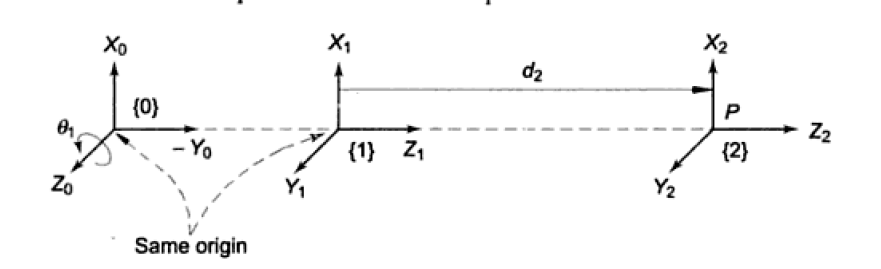 X₀
X₁
X₂
d₂
{0}
P
θ₁
– Y₀
{1}
Z₁
{2}
Z₂
Z₀
Y₁
Y₂
Same origin